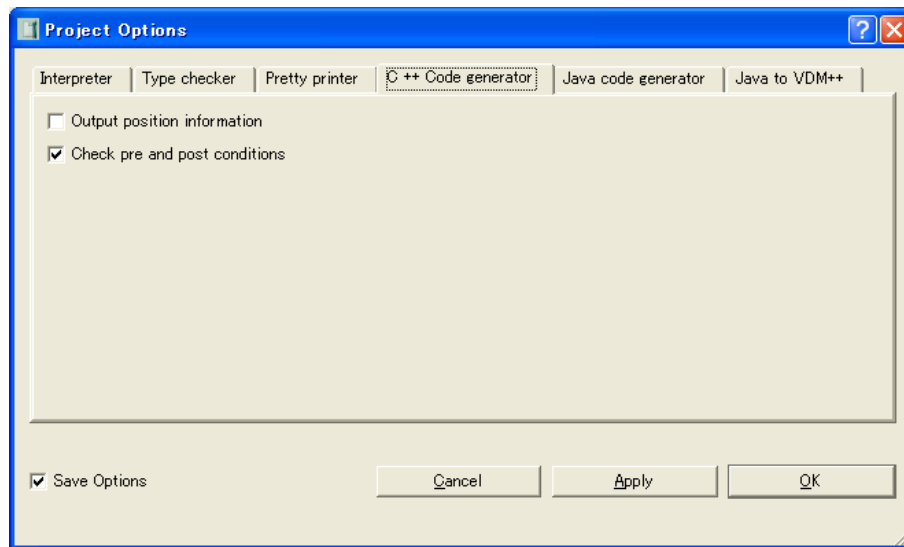 Project Options
Interpreter Type checker Pretty printer C ++ Code generator Java code generator Java to VDM++
Output position information
Check pre and post conditions
Save Options Cancel Apply OK